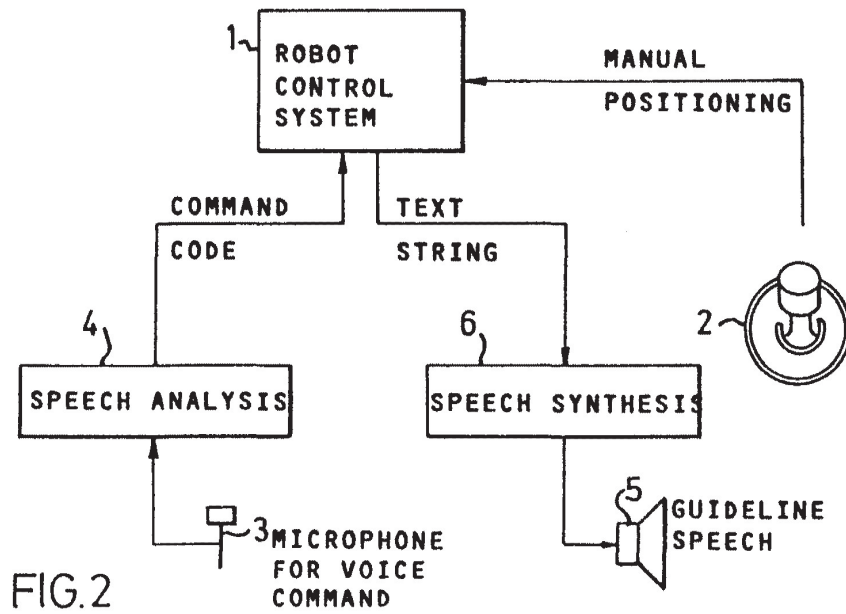 1
ROBOT
CONTROL
SYSTEM
MANUAL
POSITIONING
COMMAND
CODE
TEXT
STRING
2
4
SPEECH ANALYSIS
6
SPEECH SYNTHESIS
3
MICROPHONE
FOR VOICE
COMMAND
5
GUIDELINE
SPEECH
FIG.2